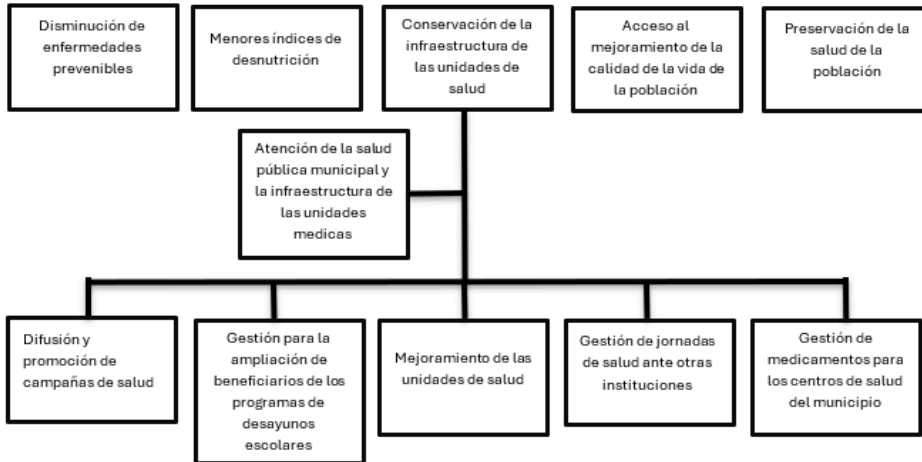 Disminución de
enfermedades
prevenibles
Menores índices de
desnutrición
Conservación de la
infraestructura de
las unidades de
salud
Acceso al
mejoramiento de la
calidad de la vida de
la población
Preservación de la
salud de la
población
Atención de la salud
pública municipal y
la infraestructura de
las unidades
medicas
Difusión y
promoción de
campañas de salud
Gestión para la
ampliación de
beneficiarios de los
programas de
desayunos
escolares
Mejoramiento de las
unidades de salud
Gestión de jornadas
de salud ante otras
instituciones
Gestión de
medicamentos para
los centros de salud
del municipio